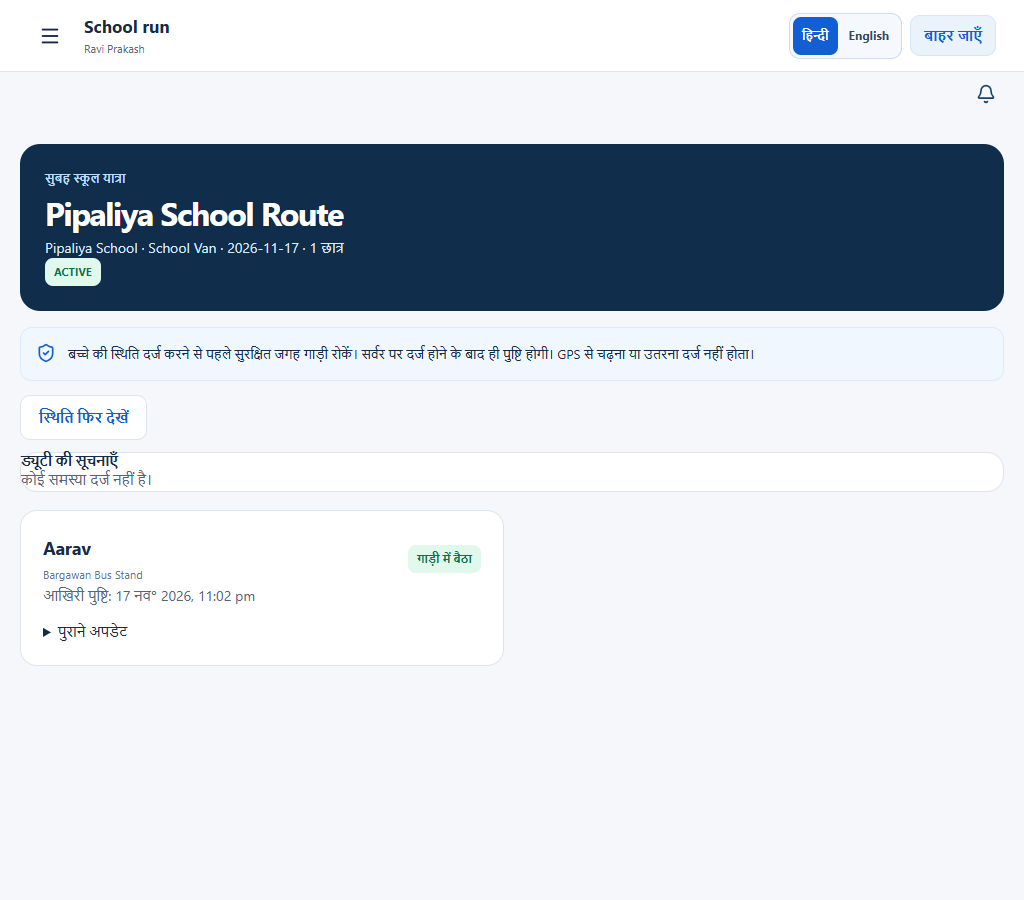 School run
Ravi Prakash
हिन्दी
English
बाहर जाएँ
सुबह स्कूल यात्रा
Pipaliya School Route
Pipaliya School · School Van · 2026-11-17 · 1 छात्र
ACTIVE
बच्चे की स्थिति दर्ज करने से पहले सुरक्षित जगह गाड़ी रोकें। सर्वर पर दर्ज होने के बाद ही पुष्टि होगी। GPS से चढ़ना या उतरना दर्ज नहीं होता।
स्थिति फिर देखें
ड्यूटी की सूचनाएँ
कोई समस्या दर्ज नहीं है।
Aarav
गाड़ी में बैठा
Bargawan Bus Stand
आखिरी पुष्टि: 17 नव॰ 2026, 11:02 pm
पुराने अपडेट